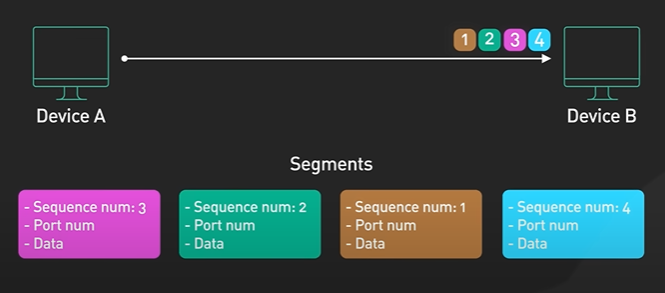 1 2 3 4
Device A
Device B
Segments
- Sequence num: 3
- Port num
- Data
- Sequence num: 2
- Port num
- Data
- Sequence num: 1
- Port num
- Data
- Sequence num: 4
- Port num
- Data